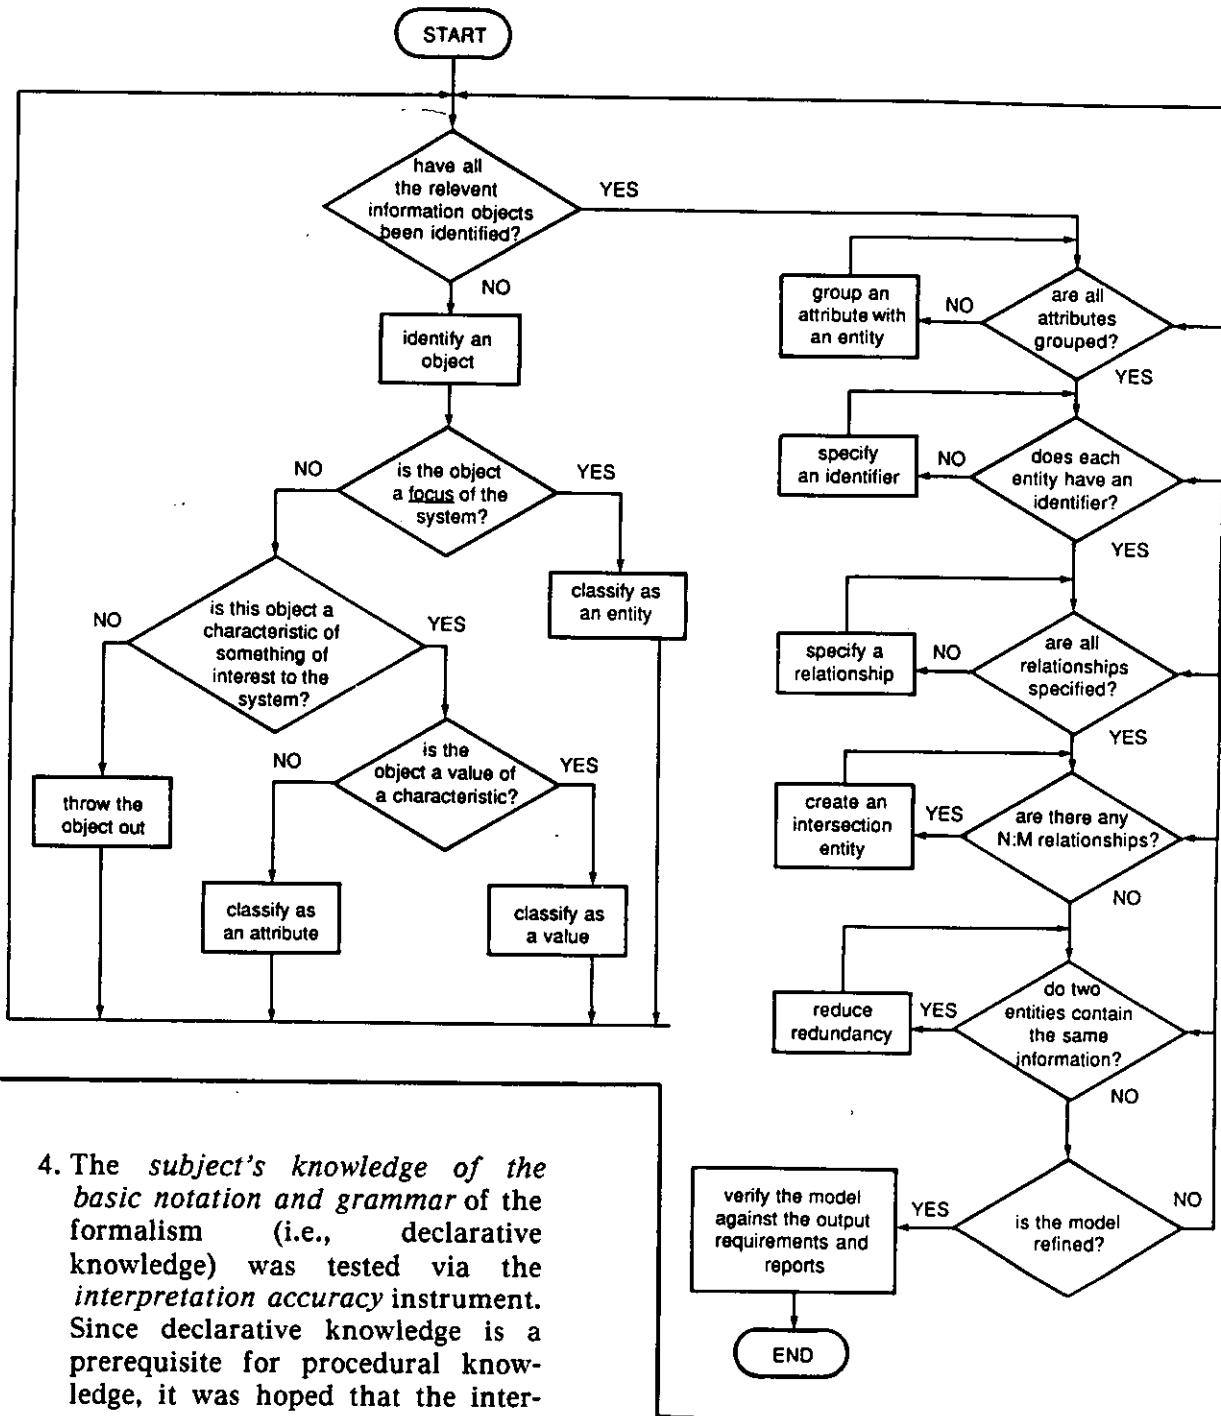 START
have all
the relevent
information objects
been identified?
YES
NO
identify an
object
is the object
a focus of the
system?
NO
YES
classify as
an entity
is this object a
characteristic of
something of
interest to the
system?
NO
YES
throw the
object out
is the
object a value of
a characteristic?
NO
YES
classify as
an attribute
classify as
a value
are all
attributes
grouped?
NO
group an
attribute with
an entity
YES
does each
entity have an
identifier?
NO
specify
an identifier
YES
are all
relationships
specified?
NO
specify a
relationship
YES
are there any
N:M relationships?
YES
create an
intersection
entity
NO
do two
entities contain
the same
information?
YES
reduce
redundancy
NO
is the model
refined?
NO
YES
verify the model
against the output
requirements and
reports
END
4. The subject's knowledge of the
basic notation and grammar of the
formalism (i.e., declarative
knowledge) was tested via the
interpretation accuracy instrument.
Since declarative knowledge is a
prerequisite for procedural know-
ledge, it was hoped that the inter-